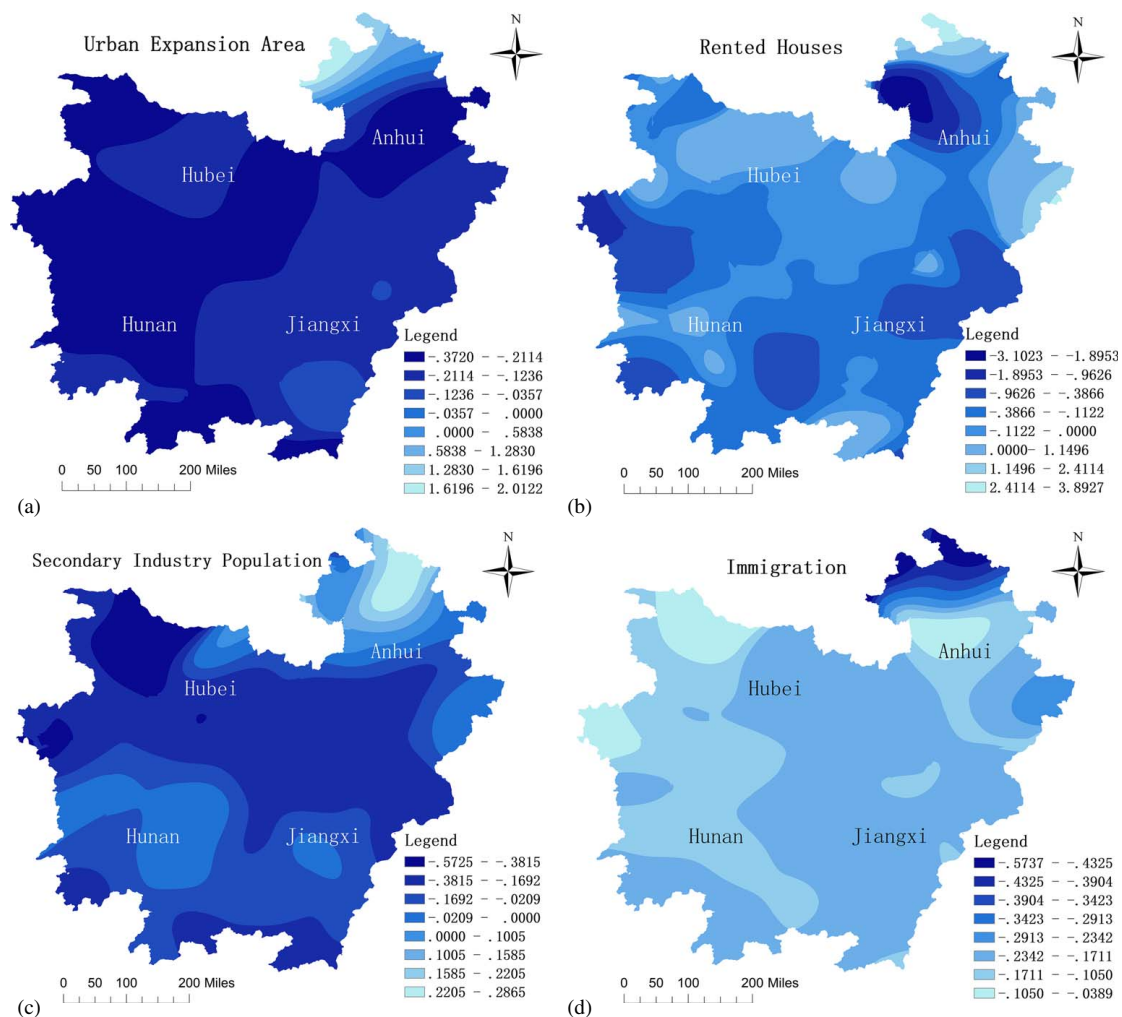 Urban Expansion Area
N
Hubei
Anhui
Hunan
Jiangxi
Legend
-.3720 - -.2114
-.2114 - -.1236
-.1236 - -.0357
-.0357 - .0000
.0000 - .5838
.5838 - 1.2830
1.2830 - 1.6196
1.6196 - 2.0122
0 50 100 200 Miles
(a)
Rented Houses
N
Hubei
Anhui
Hunan
Jiangxi
Legend
-3.1023 - -1.8953
-1.8953 - -.9626
-.9626 - -.3866
-.3866 - -.1122
-.1122 - -.0000
.0000- 1.1496
1.1496 - 2.4114
2.4114 - 3.8927
0 50 100 200 Miles
(b)
Secondary Industry Population
N
Hubei
Anhui
Hunan
Jiangxi
Legend
-.5725 - -.3815
-.3815 - -.1692
-.1692 - -.0209
-.0209 - .0000
.0000 - .1005
.1005 - .1585
.1585 - .2205
.2205 - .2865
0 50 100 200 Miles
(c)
Immigration
N
Hubei
Anhui
Hunan
Jiangxi
Legend
-.5737 - -.4325
-.4325 - -.3904
-.3904 - -.3423
-.3423 - -.2913
-.2913 - -.2342
-.2342 - -.1711
-.1711 - -.1050
-.1050 - -.0389
0 50 100 200 Miles
(d)